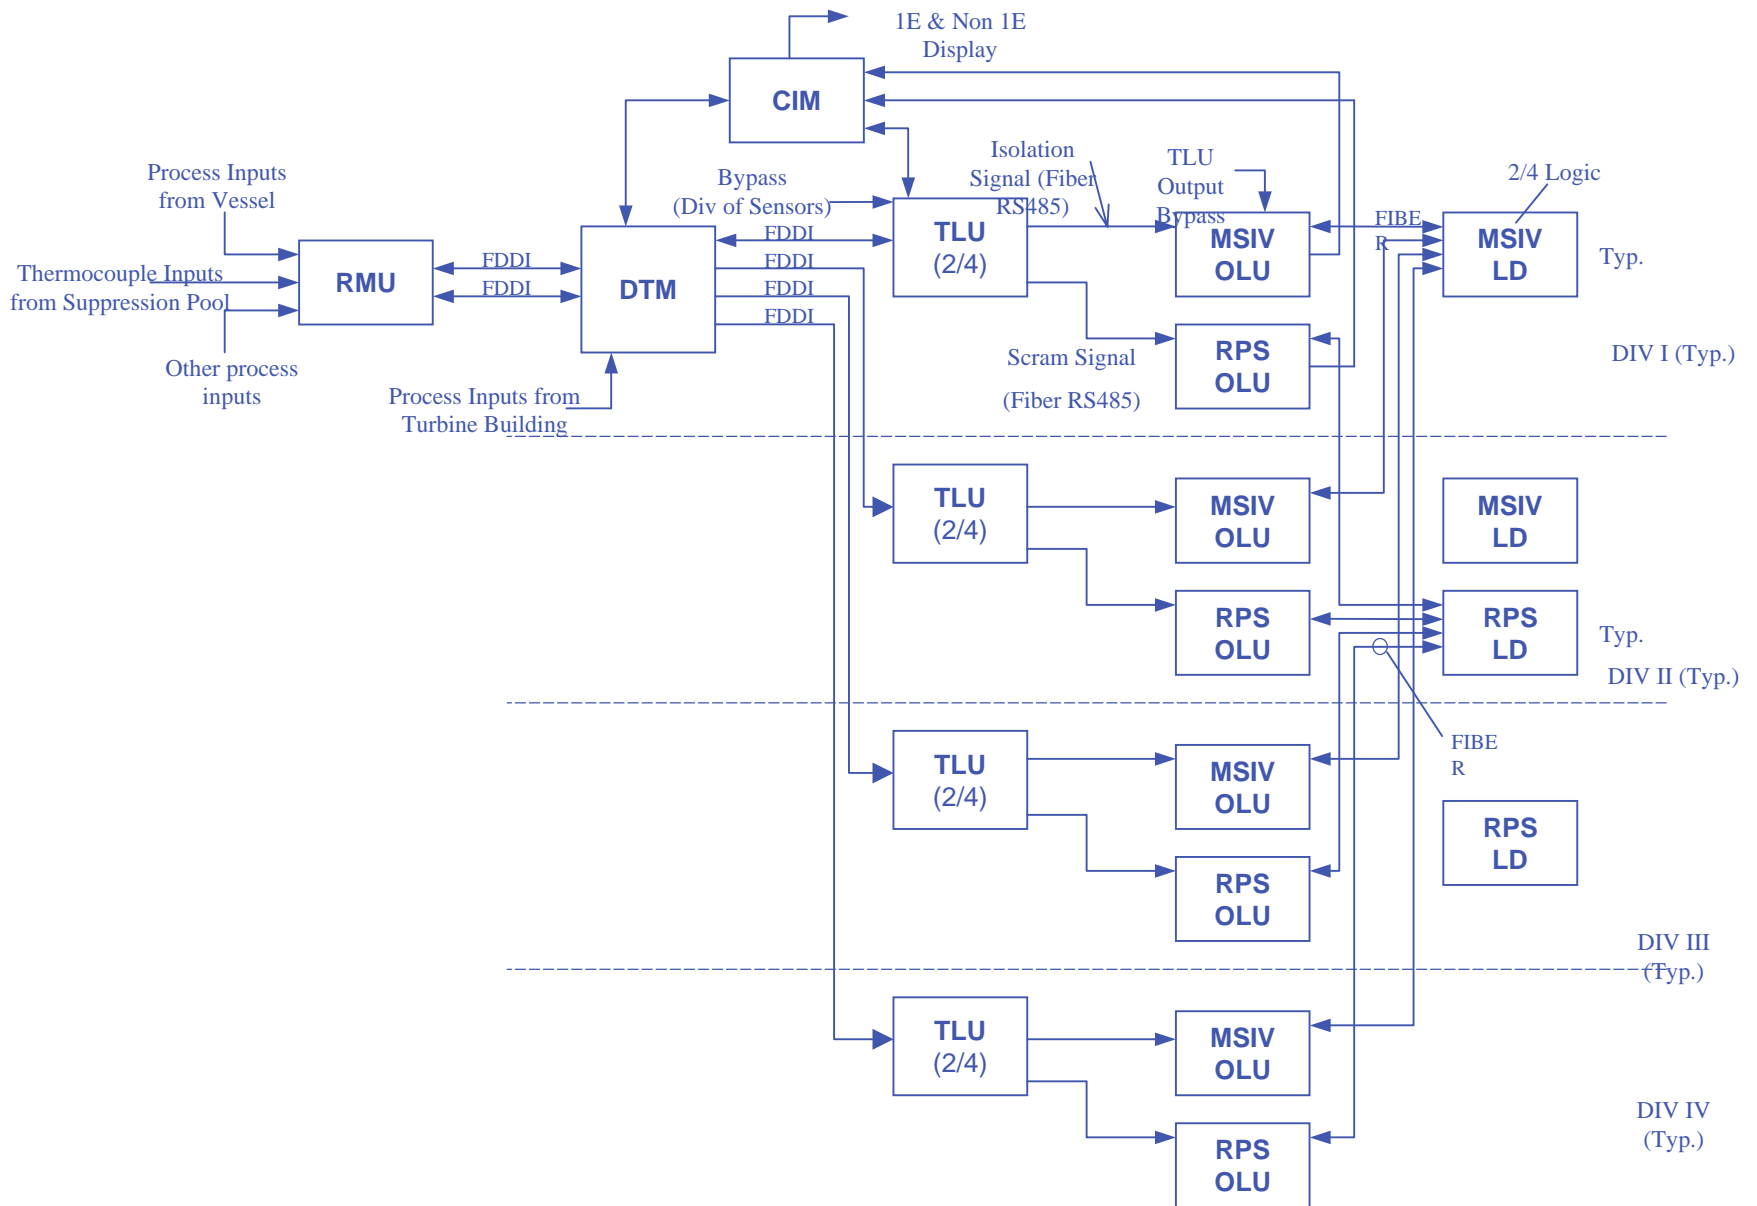 1E & Non 1E
Display
CIM
Process Inputs
from Vessel
Thermocouple Inputs
from Suppression Pool
Other process
inputs
RMU
FDDI
FDDI
DTM
Process Inputs from
Turbine Building
Bypass
(Div of Sensors)
FDDI
FDDI
FDDI
FDDI
TLU
(2/4)
Isolation
Signal (Fiber
RS485)
TLU
Output
Bypass
MSIV
OLU
FIBE
R
2/4 Logic
MSIV
LD
Typ.
Scram Signal
(Fiber RS485)
RPS
OLU
DIV I (Typ.)
TLU
(2/4)
MSIV
OLU
MSIV
LD
RPS
OLU
RPS
LD
Typ.
DIV II (Typ.)
TLU
(2/4)
MSIV
OLU
FIBE
R
RPS
LD
RPS
OLU
DIV III
(Typ.)
TLU
(2/4)
MSIV
OLU
RPS
OLU
DIV IV
(Typ.)